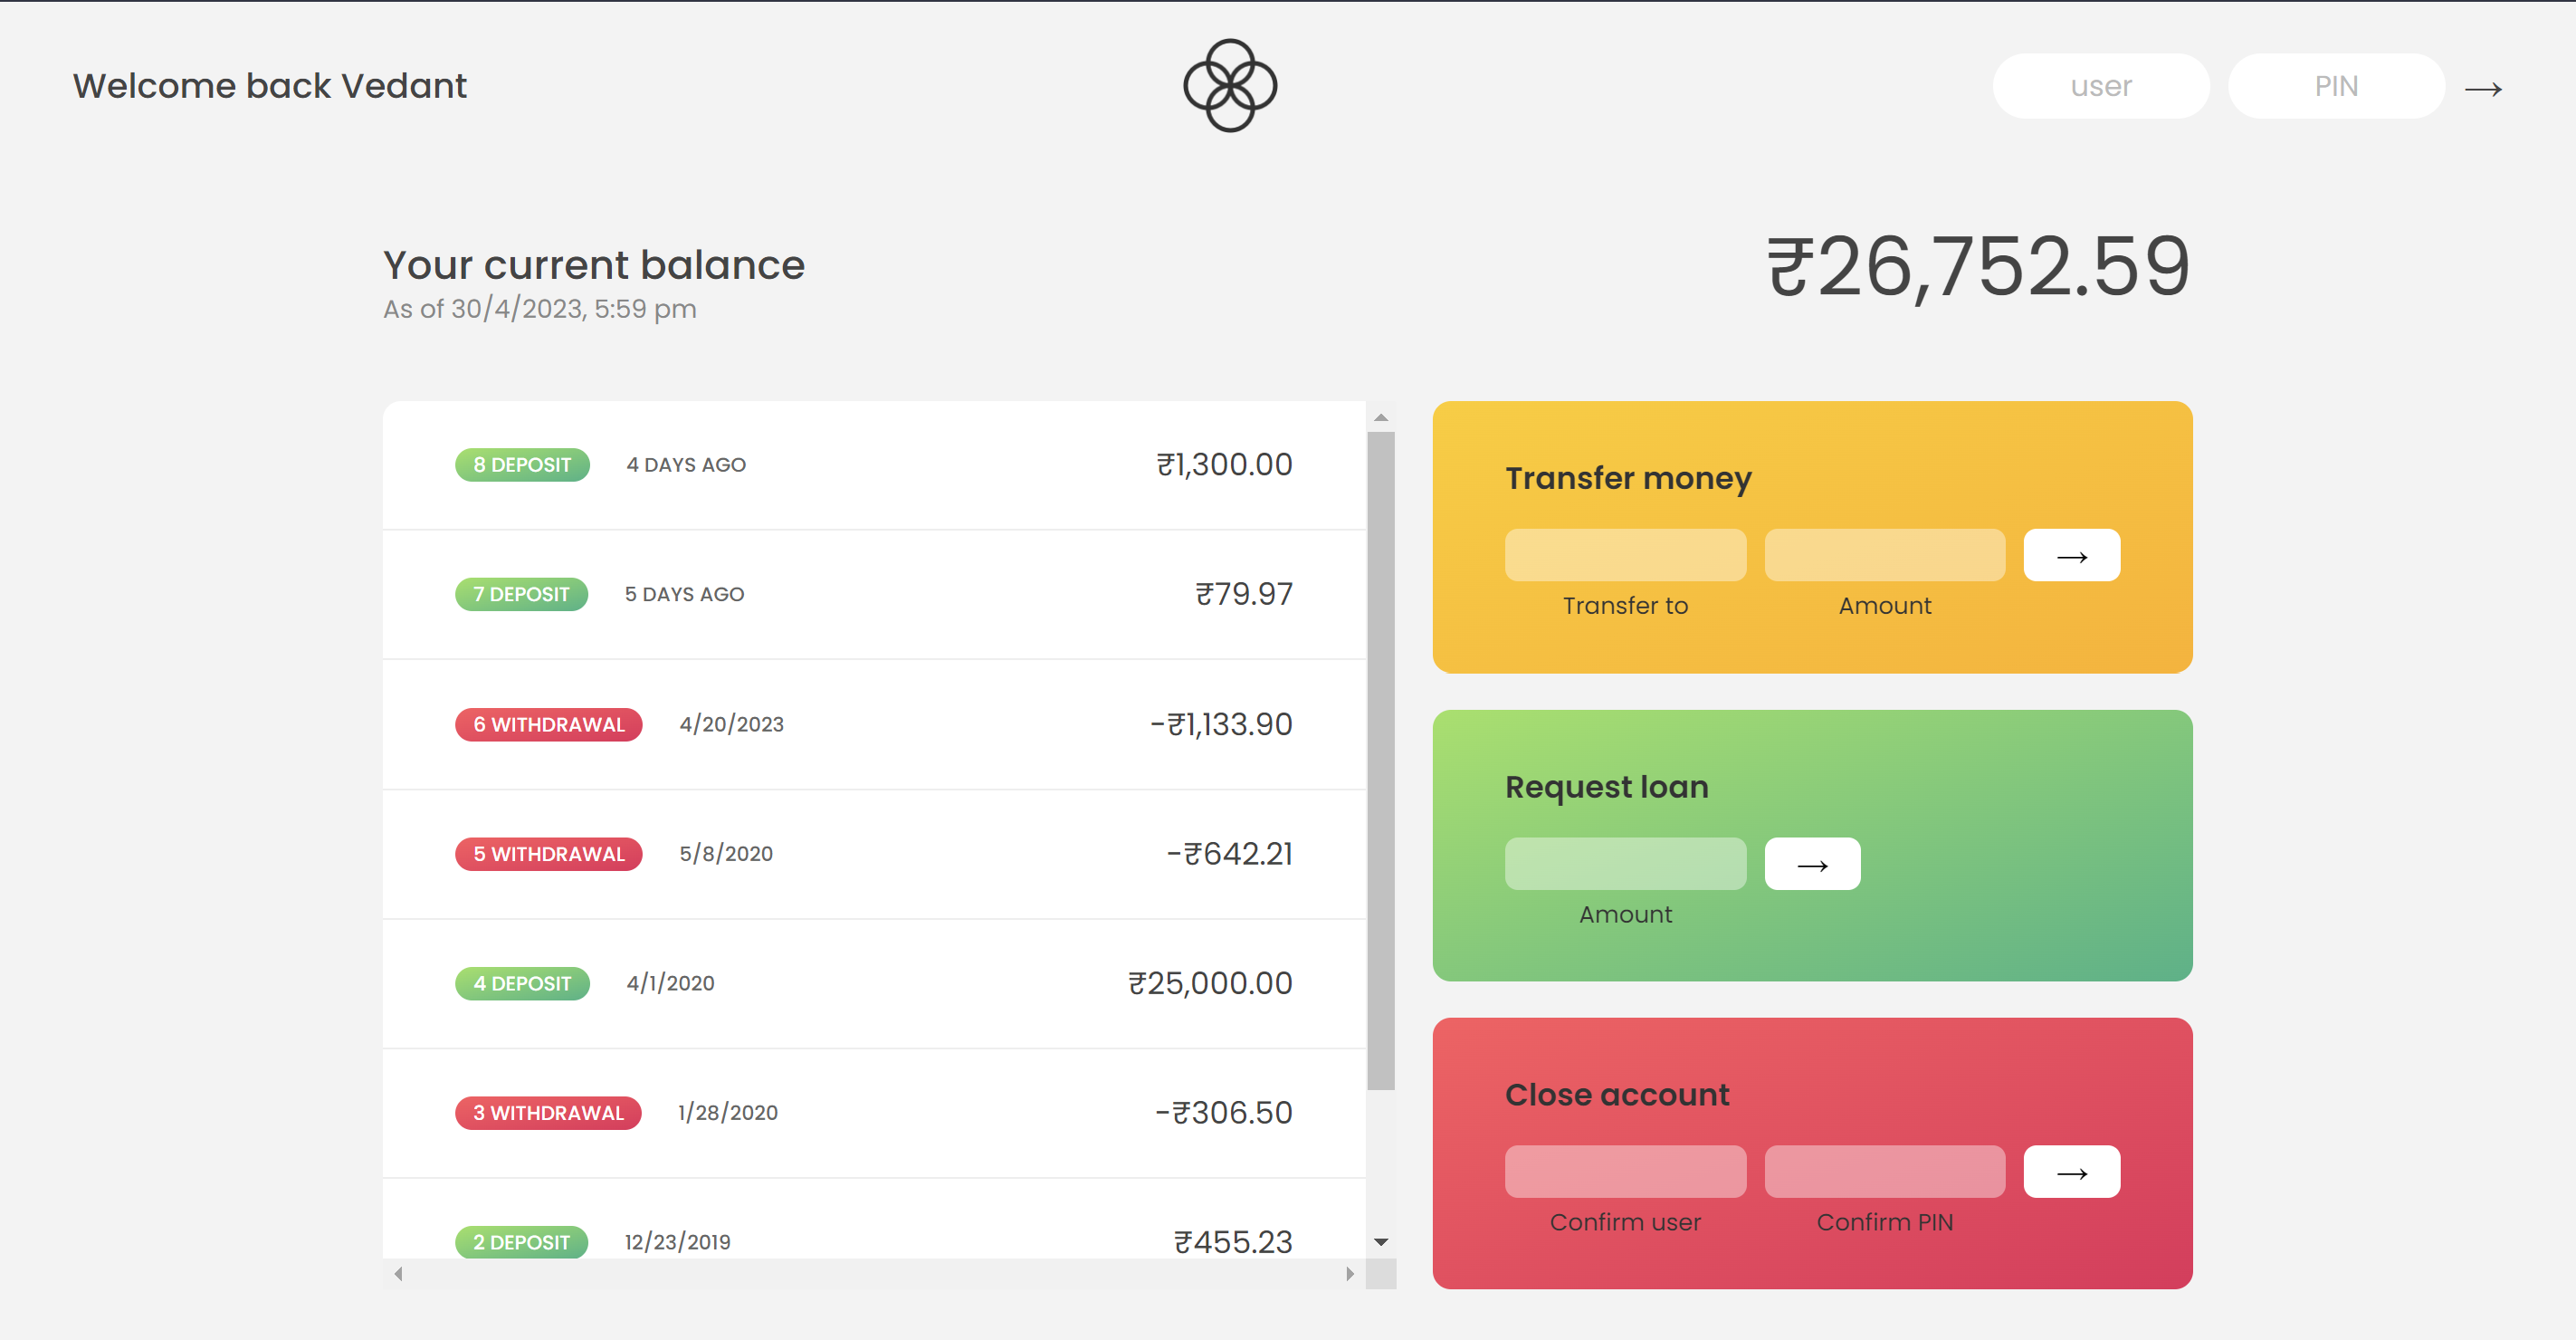 Welcome back Vedant
user
PIN
→
Your current balance
As of 30/4/2023, 5:59 pm
₹26,752.59
8 DEPOSIT 4 DAYS AGO ₹1,300.00
7 DEPOSIT 5 DAYS AGO ₹79.97
6 WITHDRAWAL 4/20/2023 -₹1,133.90
5 WITHDRAWAL 5/8/2020 -₹642.21
4 DEPOSIT 4/1/2020 ₹25,000.00
3 WITHDRAWAL 1/28/2020 -₹306.50
2 DEPOSIT 12/23/2019 ₹455.23
Transfer money
→
Transfer to Amount
Request loan
→
Amount
Close account
→
Confirm user Confirm PIN